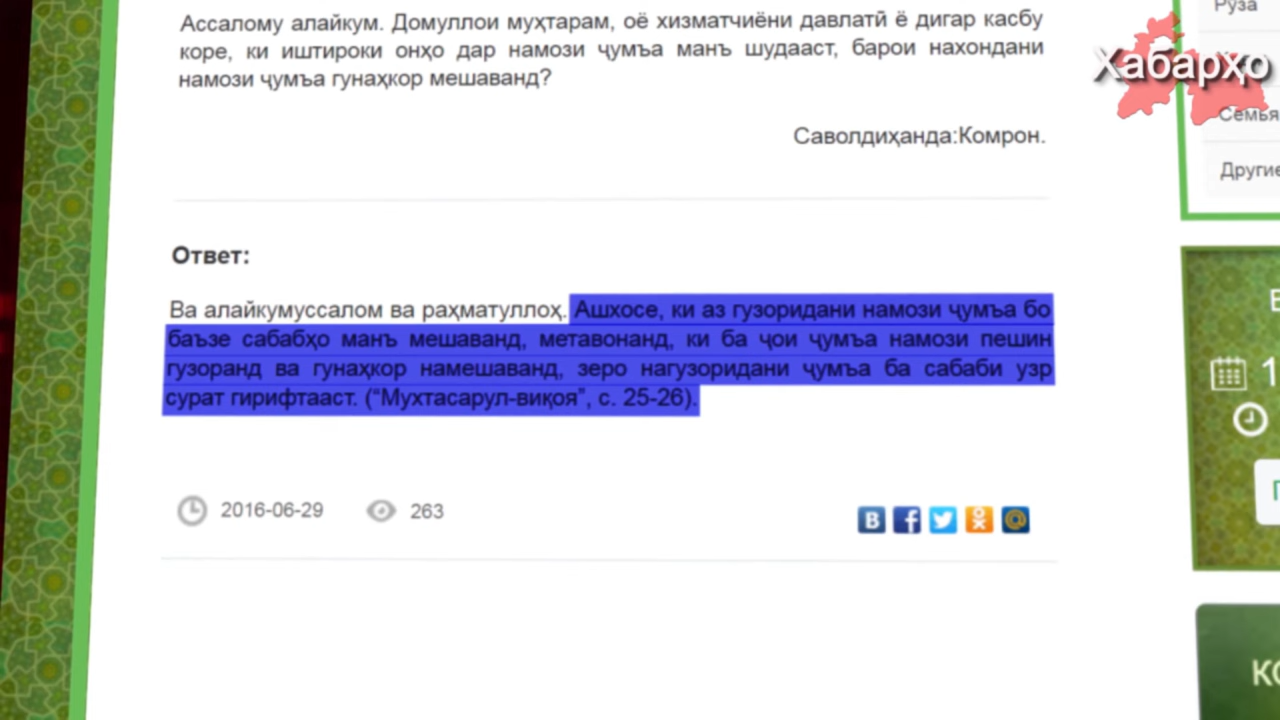 Ассалому алайкум. Домуллои муҳтарам, оё хизматчиёни давлатӣ ё дигар касбу
коре, ки иштироки онҳо дар намози ҷумъа манъ шудааст, барои нахондани
намози ҷумъа гунаҳкор мешаванд?
Саволдиҳанда:Комрон.
Ответ:
Ва алайкумуссалом ва раҳматуллоҳ. Ашхосе, ки аз гузоридани намози ҷумъа бо
баъзе сабабҳо манъ мешаванд, метавонанд, ки ба ҷои ҷумъа намози пешин
гузоранд ва гунаҳкор намешаванд, зеро нагузоридани ҷумъа ба сабаби узр
сурат гирифтааст. (“Мухтасарул-виқоя”, с. 25-26).
2016-06-29 263
Хабарҳо
Рӯза
Семья
Другие
1